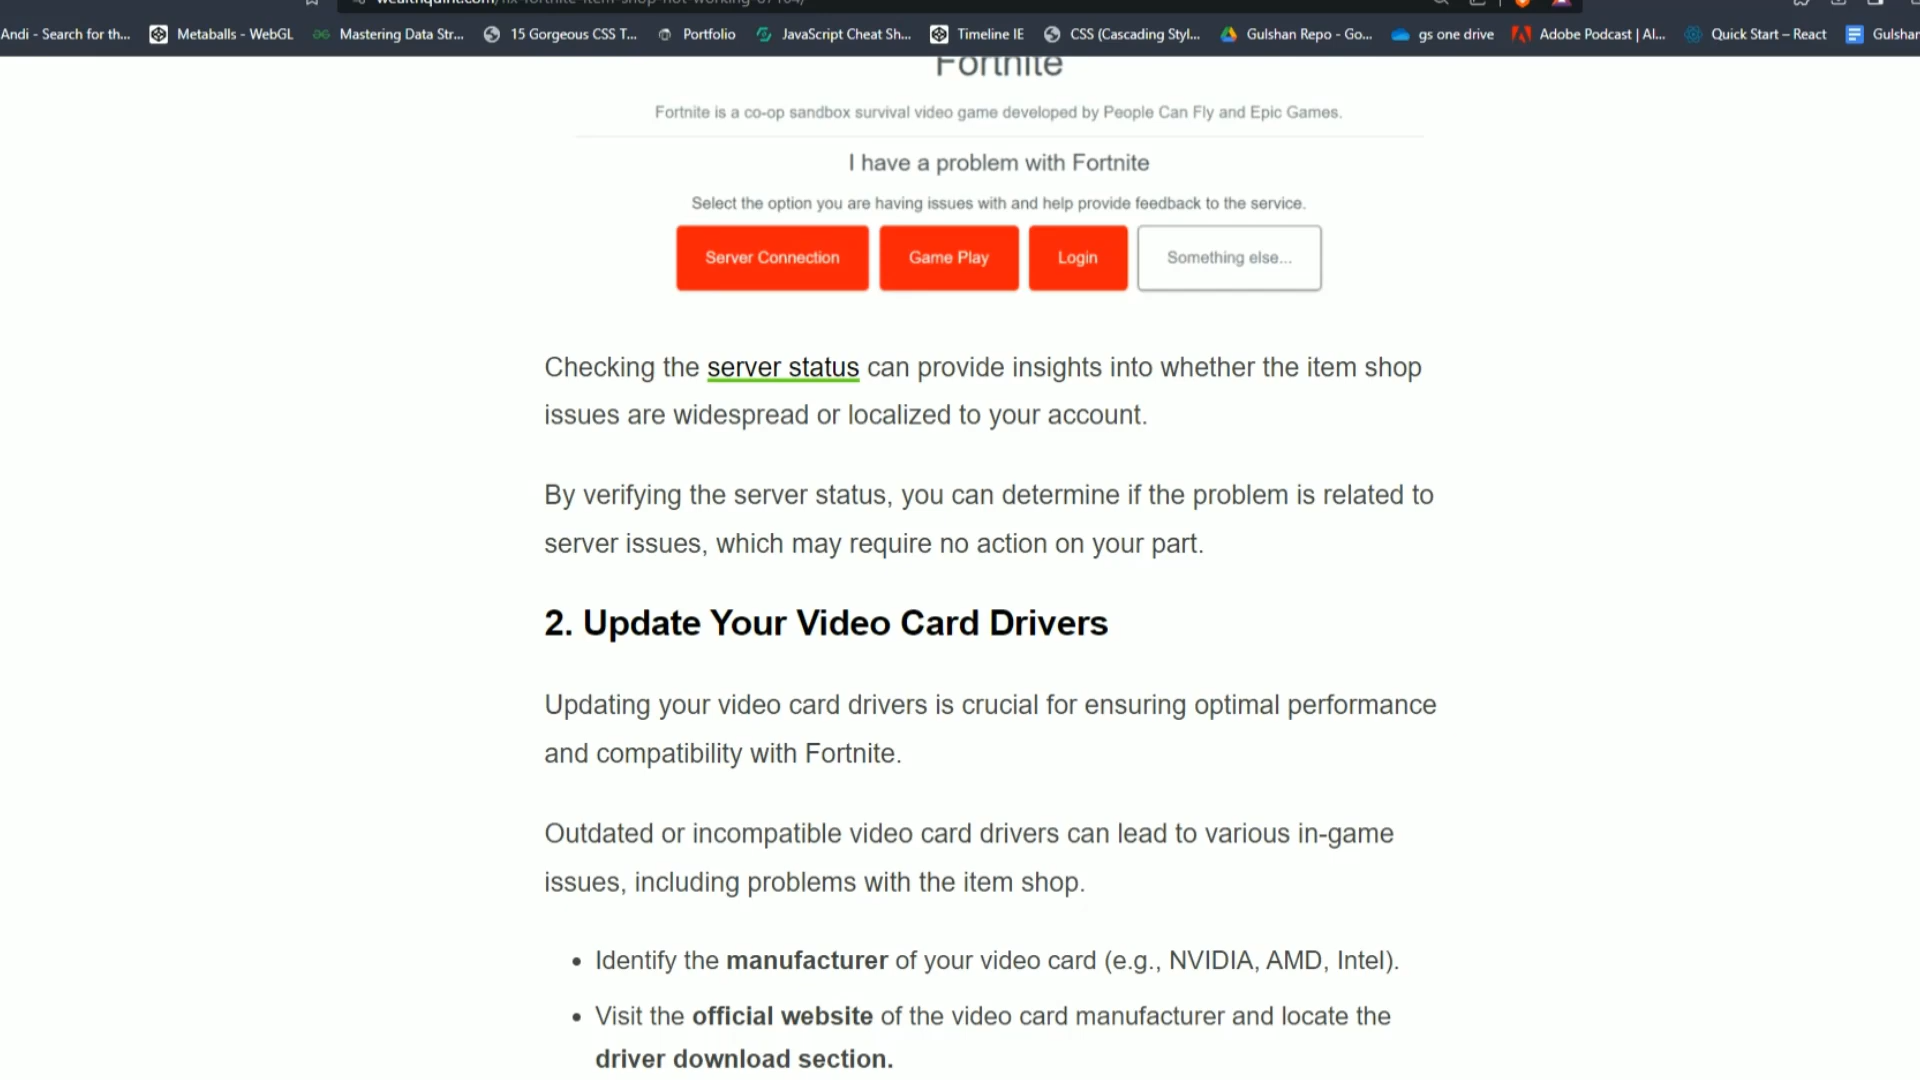 Andi - Search for th... Metaballs - WebGL Mastering Data Str... 15 Gorgeous CSS T... Portfolio JavaScript Cheat Sh... Timeline IE CSS (Cascading Styl... Gulshan Repo - Go... gs one drive Adobe Podcast | AI... Quick Start – React Gulshan
Fortnite
Fortnite is a co-op sandbox survival video game developed by People Can Fly and Epic Games.
I have a problem with Fortnite
Select the option you are having issues with and help provide feedback to the service.
Server Connection Game Play Login Something else...
Checking the server status can provide insights into whether the item shop
issues are widespread or localized to your account.
By verifying the server status, you can determine if the problem is related to
server issues, which may require no action on your part.
2. Update Your Video Card Drivers
Updating your video card drivers is crucial for ensuring optimal performance
and compatibility with Fortnite.
Outdated or incompatible video card drivers can lead to various in-game
issues, including problems with the item shop.
• Identify the manufacturer of your video card (e.g., NVIDIA, AMD, Intel).
• Visit the official website of the video card manufacturer and locate the
driver download section.